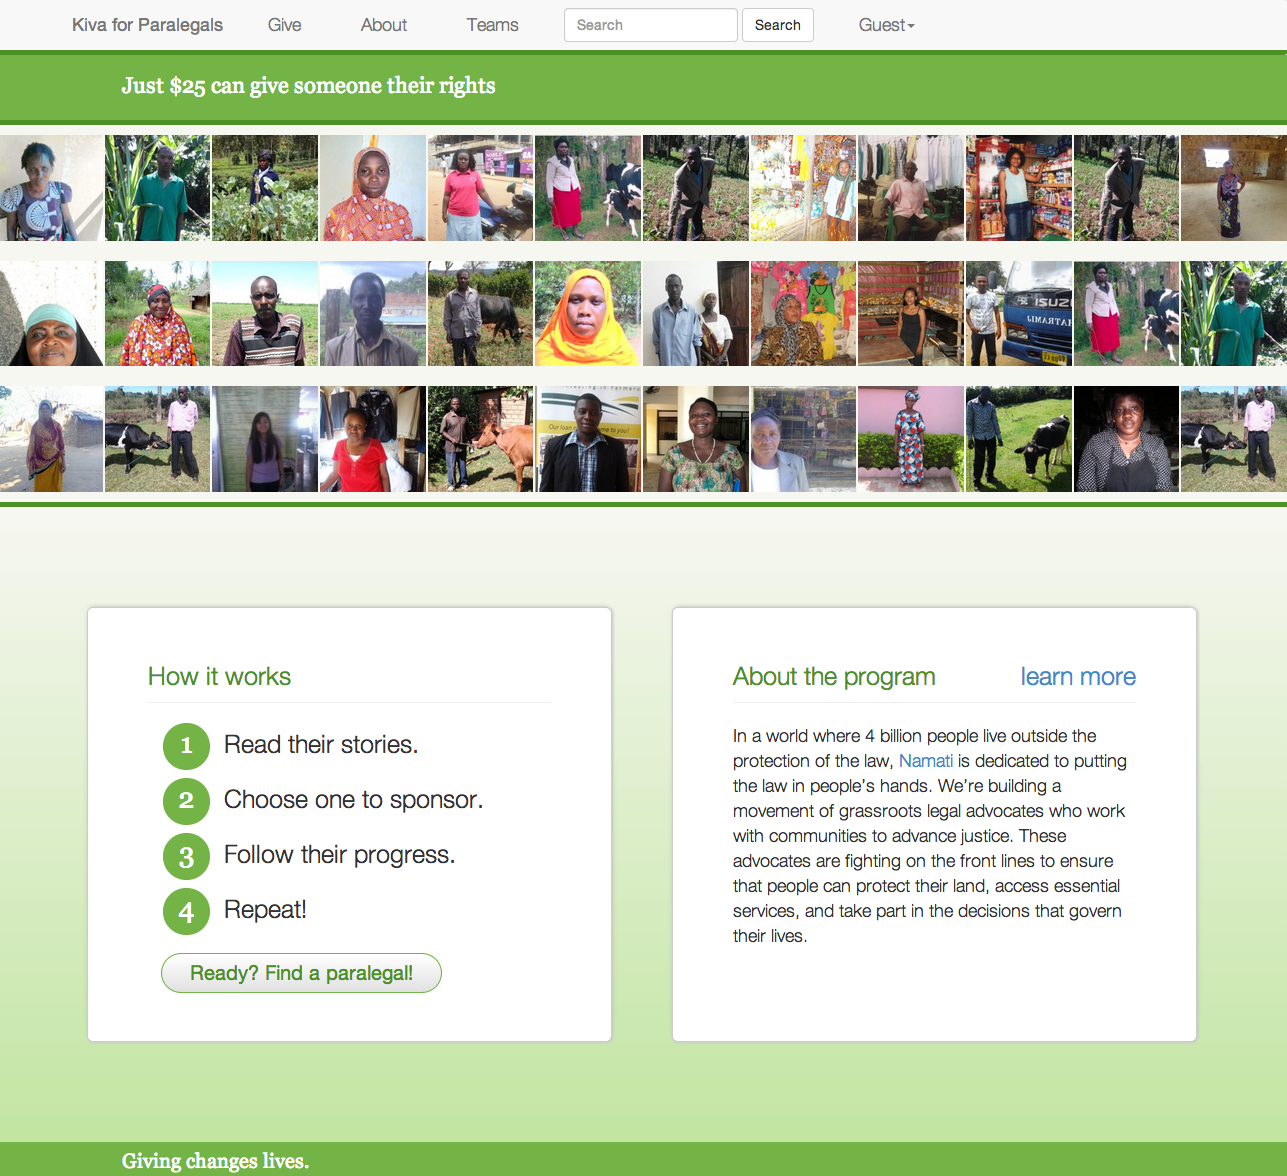 Kiva for Paralegals Give About Teams Search Search Guest
Just $25 can give someone their rights
ISUZU
Our loan
me to you!
How it works
1 Read their stories.
2 Choose one to sponsor.
3 Follow their progress.
4 Repeat!
Ready? Find a paralegal!
About the program learn more
In a world where 4 billion people live outside the
protection of the law, Namati is dedicated to putting
the law in people’s hands. We’re building a
movement of grassroots legal advocates who work
with communities to advance justice. These
advocates are fighting on the front lines to ensure
that people can protect their land, access essential
services, and take part in the decisions that govern
their lives.
Giving changes lives.